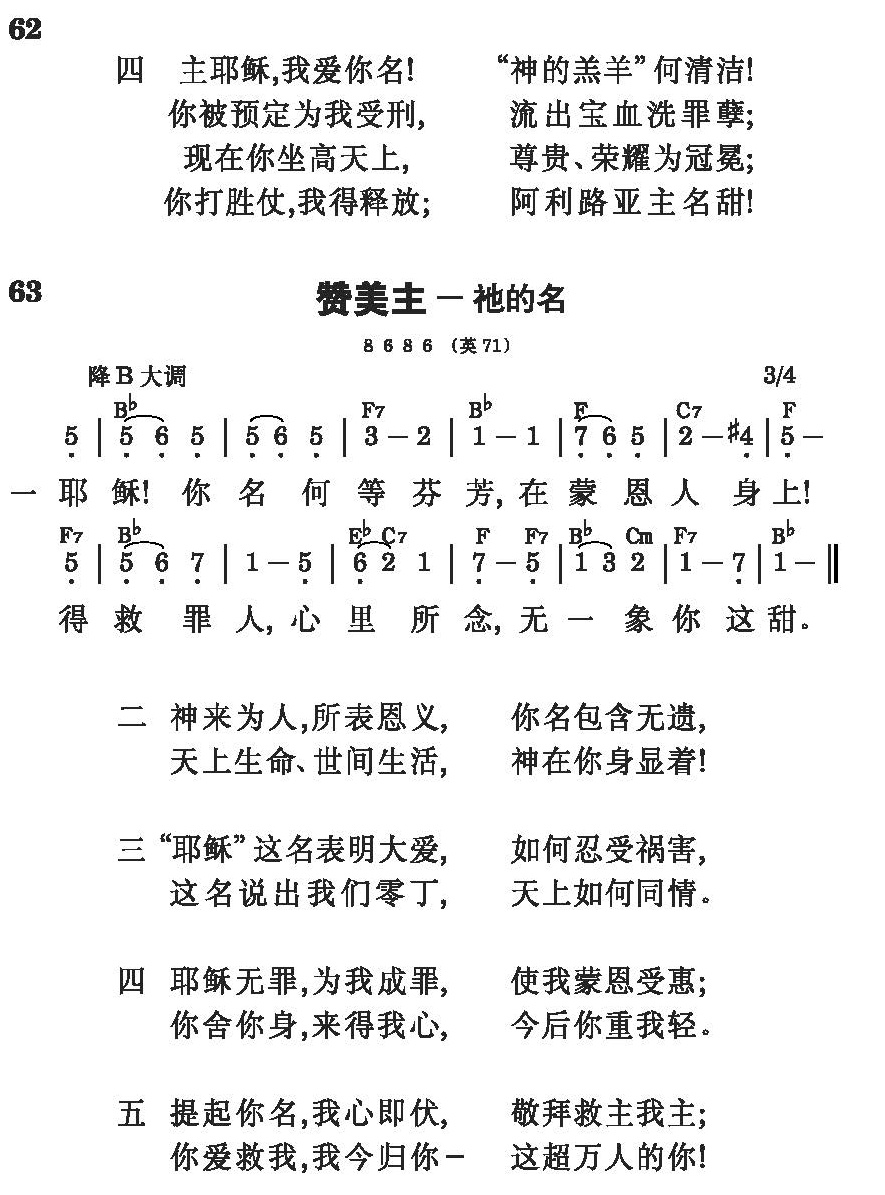 62
四 主耶稣,我爱你名! “神的羔羊”何清洁!
你被预定为我受刑, 流出宝血洗罪孽;
现在你坐高天上, 尊贵、荣耀为冠冕;
你打胜仗,我得释放; 阿利路亚主名甜!
63 赞美主－祂的名
8 6 8 6 (英71)
降B大调 3/4
B♭ F7 B♭ F C7 F
5 | 5 6 5 | 5 6 5 | 3 － 2 | 1 － 1 | 7 6 5 | 2 － #4 | 5 －
一 耶 稣! 你 名 何 等 芬 芳, 在 蒙 恩 人 身 上!
F7 B♭ E♭ C7 F F7 B♭ Cm F7 B♭
5 | 5 6 7 | 1 － 5 | 6 2 1 | 7 － 5 | 1 3 2 | 1 － 7 | 1 － ‖
得 救 罪 人, 心 里 所 念, 无 一 象 你 这 甜。
二 神来为人,所表恩义, 你名包含无遗,
天上生命、世间生活, 神在你身显着!
三 “耶稣”这名表明大爱, 如何忍受祸害,
这名说出我们零丁, 天上如何同情。
四 耶稣无罪,为我成罪, 使我蒙恩受惠;
你舍你身,来得我心, 今后你重我轻。
五 提起你名,我心即伏, 敬拜救主我主;
你爱救我,我今归你－ 这超万人的你!